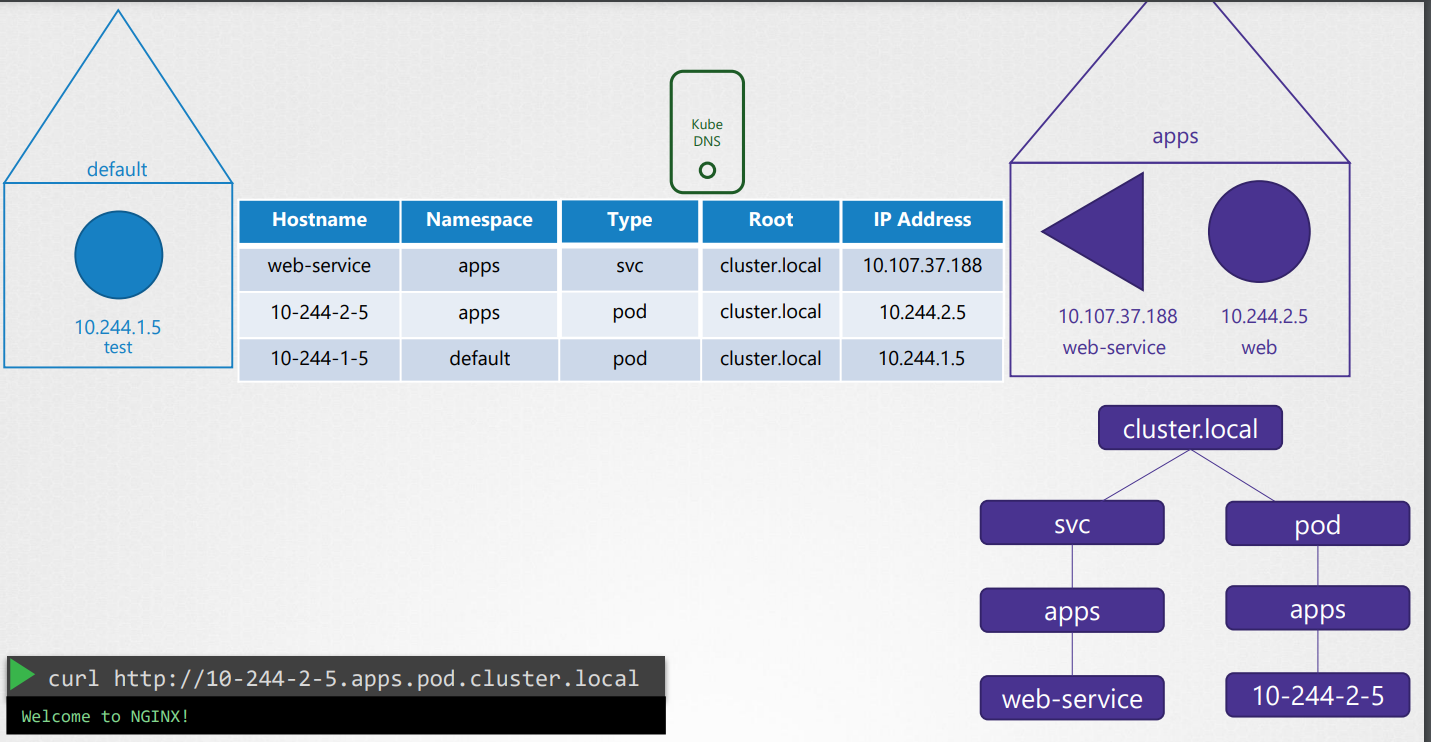 Kube
DNS
default
10.244.1.5
test
Hostname Namespace Type Root IP Address
web-service apps svc cluster.local 10.107.37.188
10-244-2-5 apps pod cluster.local 10.244.2.5
10-244-1-5 default pod cluster.local 10.244.1.5
apps
10.107.37.188 10.244.2.5
web-service web
cluster.local
svc pod
apps apps
web-service 10-244-2-5
curl http://10-244-2-5.apps.pod.cluster.local
Welcome to NGINX!